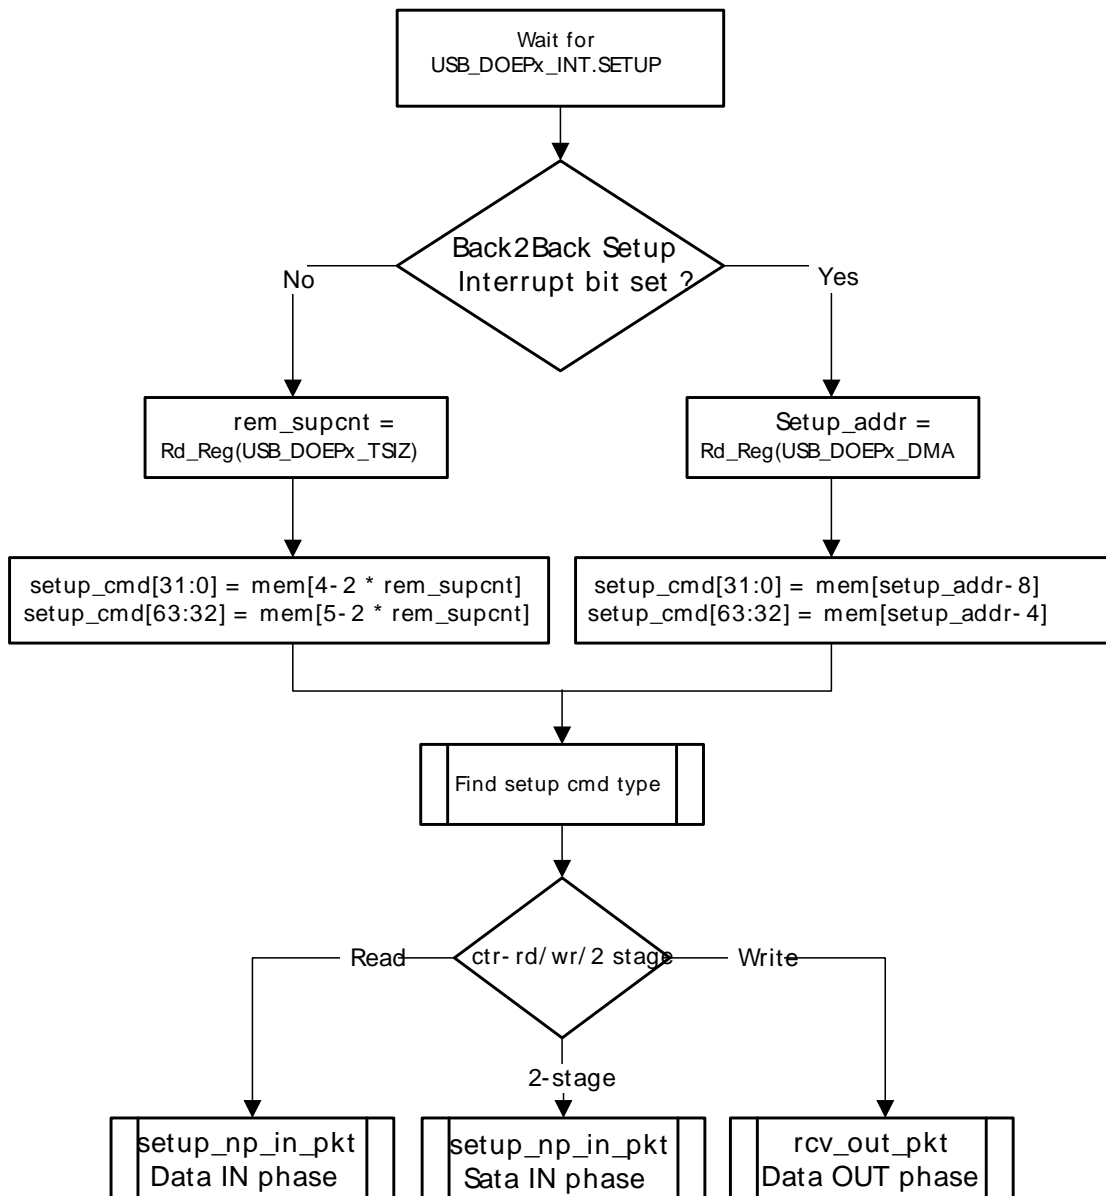 Wait for
USB_DOEPx_INT.SETUP
Back2Back Setup
Interrupt bit set ?
No
Yes
rem_supcnt =
Rd_Reg(USB_DOEPx_TSIZ)
Setup_addr =
Rd_Reg(USB_DOEPx_DMA
setup_cmd[31:0] = mem[4-2 * rem_supcnt]
setup_cmd[63:32] = mem[5-2 * rem_supcnt]
setup_cmd[31:0] = mem[setup_addr-8]
setup_cmd[63:32] = mem[setup_addr-4]
Find setup cmd type
Read
ctr-rd/wr/2 stage
Write
2-stage
setup_np_in_pkt
Data IN phase
setup_np_in_pkt
Sata IN phase
rcv_out_pkt
Data OUT phase